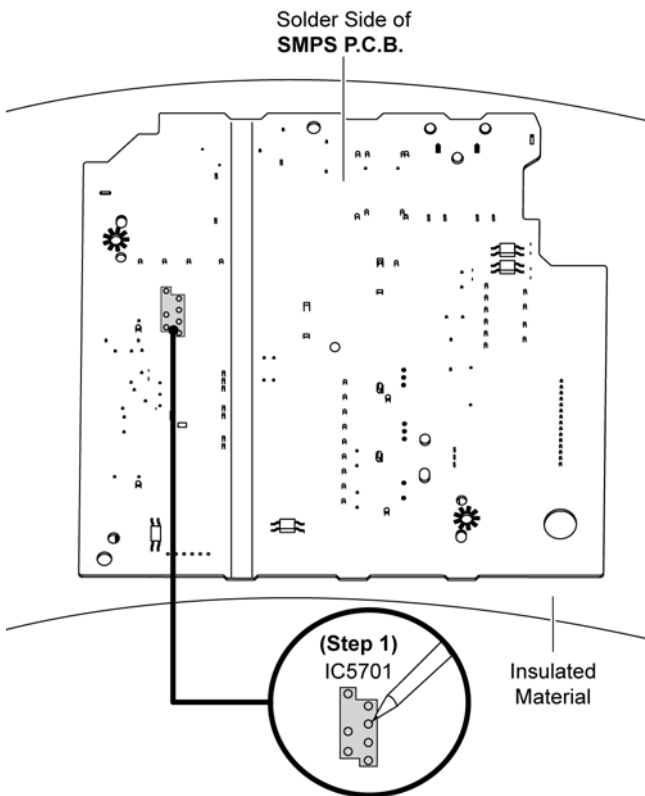 Solder Side of
SMPS P.C.B.
(Step 1)
IC5701
Insulated
Material